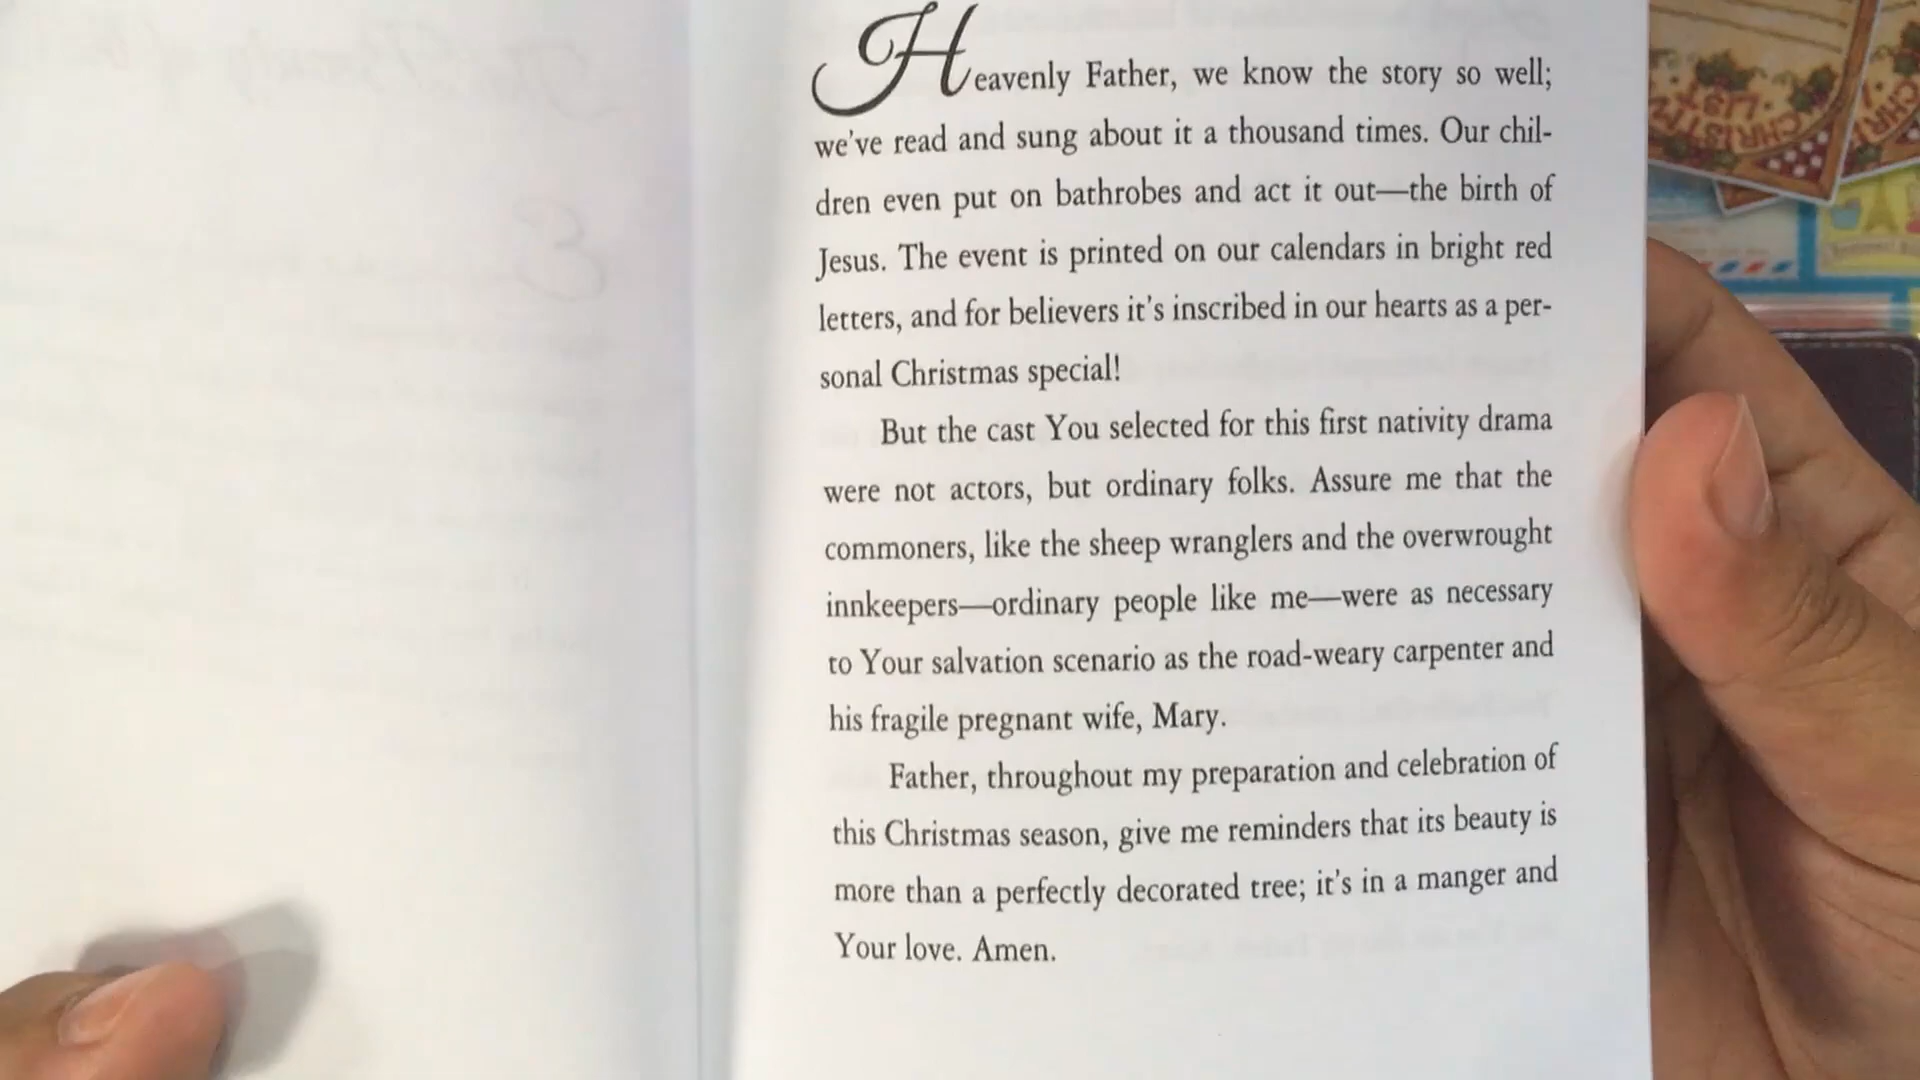 Heavenly Father, we know the story so well;
we've read and sung about it a thousand times. Our chil-
dren even put on bathrobes and act it out—the birth of
Jesus. The event is printed on our calendars in bright red
letters, and for believers it's inscribed in our hearts as a per-
sonal Christmas special!
But the cast You selected for this first nativity drama
were not actors, but ordinary folks. Assure me that the
commoners, like the sheep wranglers and the overwrought
innkeepers—ordinary people like me—were as necessary
to Your salvation scenario as the road-weary carpenter and
his fragile pregnant wife, Mary.
Father, throughout my preparation and celebration of
this Christmas season, give me reminders that its beauty is
more than a perfectly decorated tree; it's in a manger and
Your love. Amen.
CHRISTMAS
LIST